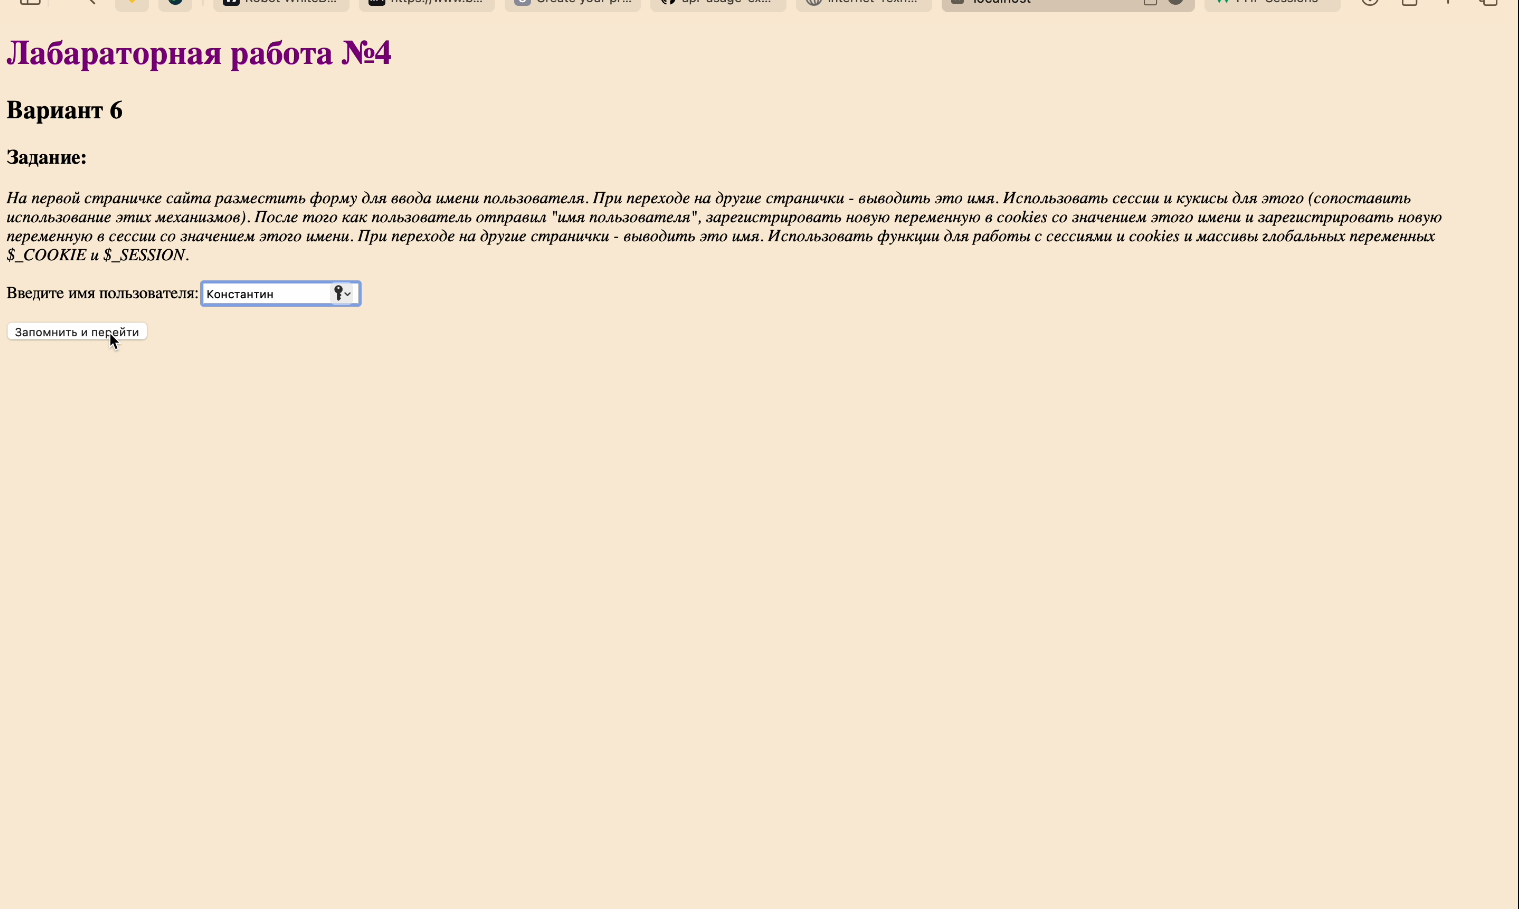 Лабараторная работа №4
Вариант 6
Задание:
На первой страничке сайта разместить форму для ввода имени пользователя. При переходе на другие странички - выводить это имя. Использовать сессии и кукисы для этого (сопоставить
использование этих механизмов). После того как пользователь отправил "имя пользователя", зарегистрировать новую переменную в cookies со значением этого имени и зарегистрировать новую
переменную в сессии со значением этого имени. При переходе на другие странички - выводить это имя. Использовать функции для работы с сессиями и cookies и массивы глобальных переменных
$_COOKIE и $_SESSION.
Введите имя пользователя: Константин
Запомнить и перейти